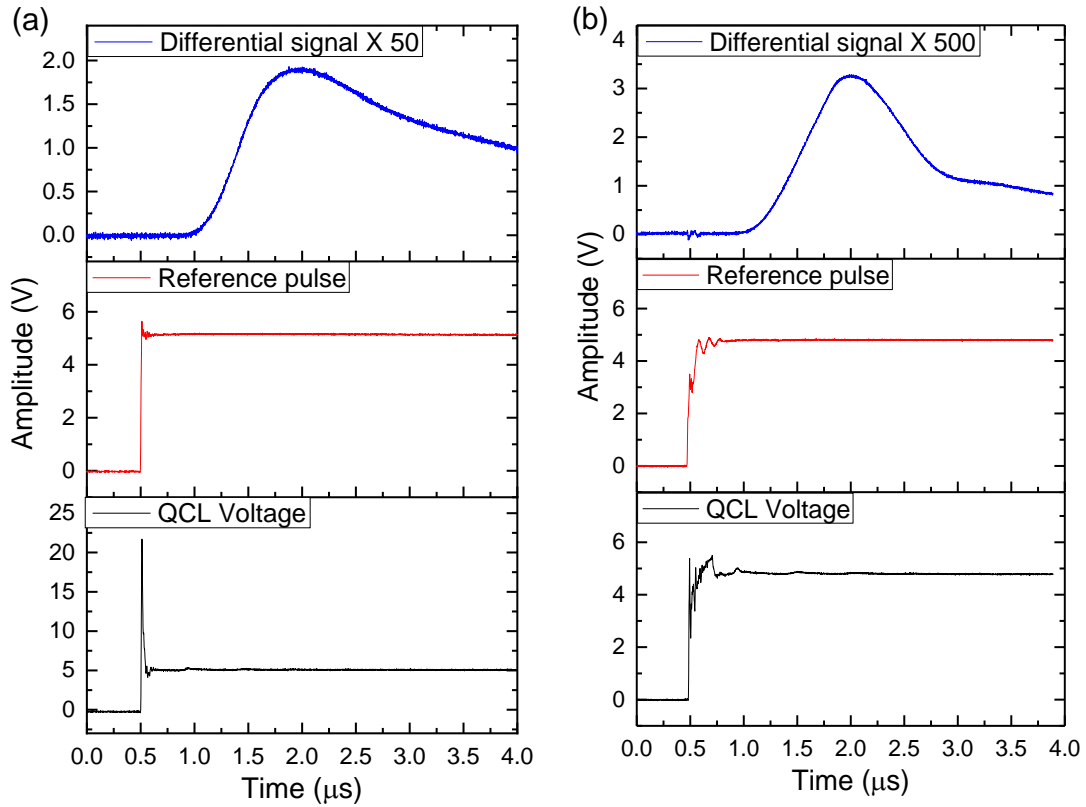 (a)
Differential signal X 50
2.0
1.5
1.0
0.5
0.0
Reference pulse
6
4
2
0
Amplitude (V)
QCL Voltage
25
20
15
10
5
0
0.0 0.5 1.0 1.5 2.0 2.5 3.0 3.5 4.0
Time (μs)
(b)
Differential signal X 500
4
3
2
1
0
Reference pulse
6
4
2
0
Amplitude (V)
QCL Voltage
6
4
2
0
0.0 0.5 1.0 1.5 2.0 2.5 3.0 3.5 4.0
Time (μs)